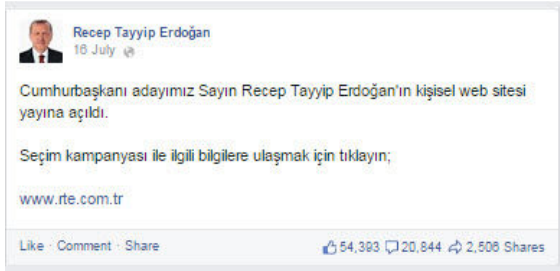 Recep Tayyip Erdoğan
16 July
Cumhurbaşkanı adayımız Sayın Recep Tayyip Erdoğan'ın kişisel web sitesi
yayına açıldı.
Seçim kampanyası ile ilgili bilgilere ulaşmak için tıklayın;
www.rte.com.tr
Like · Comment · Share 54,393 20,844 2,506 Shares